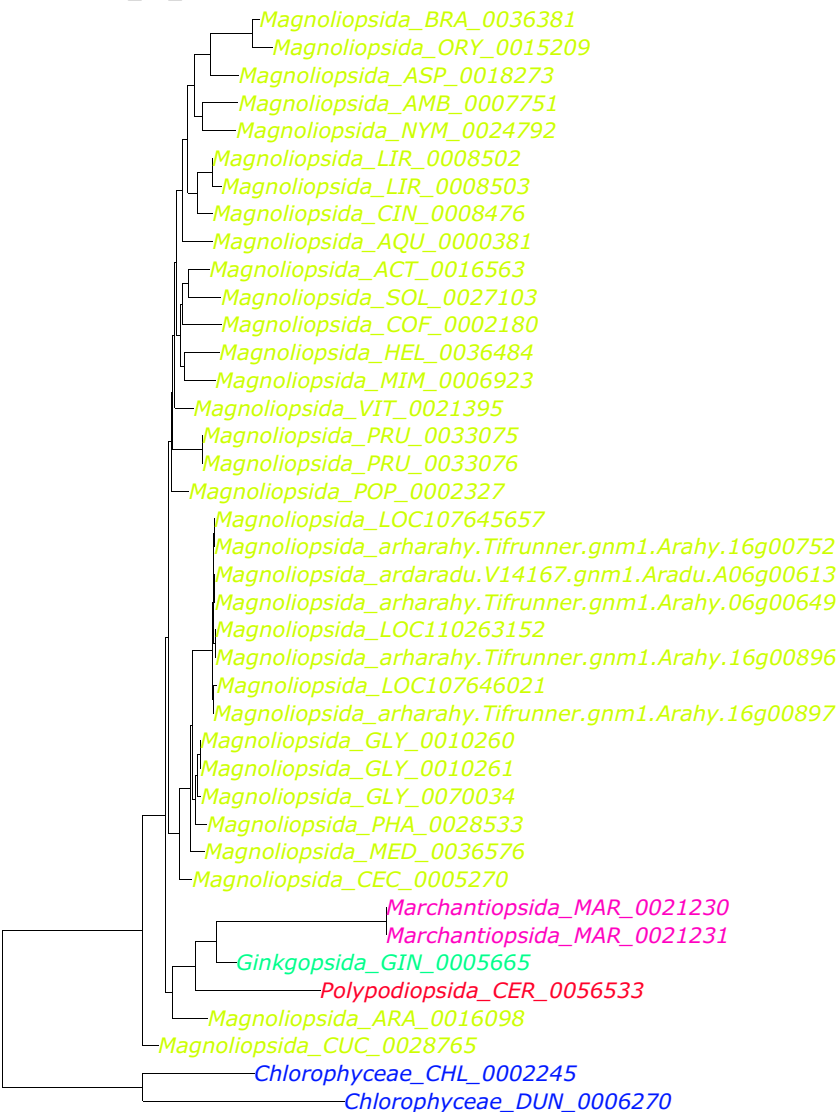 Magnoliopsida_BRA_0036381
Magnoliopsida_ORY_0015209
Magnoliopsida_ASP_0018273
Magnoliopsida_AMB_0007751
Magnoliopsida_NYM_0024792
Magnoliopsida_LIR_0008502
Magnoliopsida_LIR_0008503
Magnoliopsida_CIN_0008476
Magnoliopsida_AQU_0000381
Magnoliopsida_ACT_0016563
Magnoliopsida_SOL_0027103
Magnoliopsida_COF_0002180
Magnoliopsida_HEL_0036484
Magnoliopsida_MIM_0006923
Magnoliopsida_VIT_0021395
Magnoliopsida_PRU_0033075
Magnoliopsida_PRU_0033076
Magnoliopsida_POP_0002327
Magnoliopsida_LOC107645657
Magnoliopsida_arharahy.Tifrunner.gnm1.Arahy.16g00752
Magnoliopsida_ardaradu.V14167.gnm1.Aradu.A06g00613
Magnoliopsida_arharahy.Tifrunner.gnm1.Arahy.06g00649
Magnoliopsida_LOC110263152
Magnoliopsida_arharahy.Tifrunner.gnm1.Arahy.16g00896
Magnoliopsida_LOC107646021
Magnoliopsida_arharahy.Tifrunner.gnm1.Arahy.16g00897
Magnoliopsida_GLY_0010260
Magnoliopsida_GLY_0010261
Magnoliopsida_GLY_0070034
Magnoliopsida_PHA_0028533
Magnoliopsida_MED_0036576
Magnoliopsida_CEC_0005270
Marchantiopsida_MAR_0021230
Marchantiopsida_MAR_0021231
Ginkgopsida_GIN_0005665
Polypodiopsida_CER_0056533
Magnoliopsida_ARA_0016098
Magnoliopsida_CUC_0028765
Chlorophyceae_CHL_0002245
Chlorophyceae_DUN_0006270